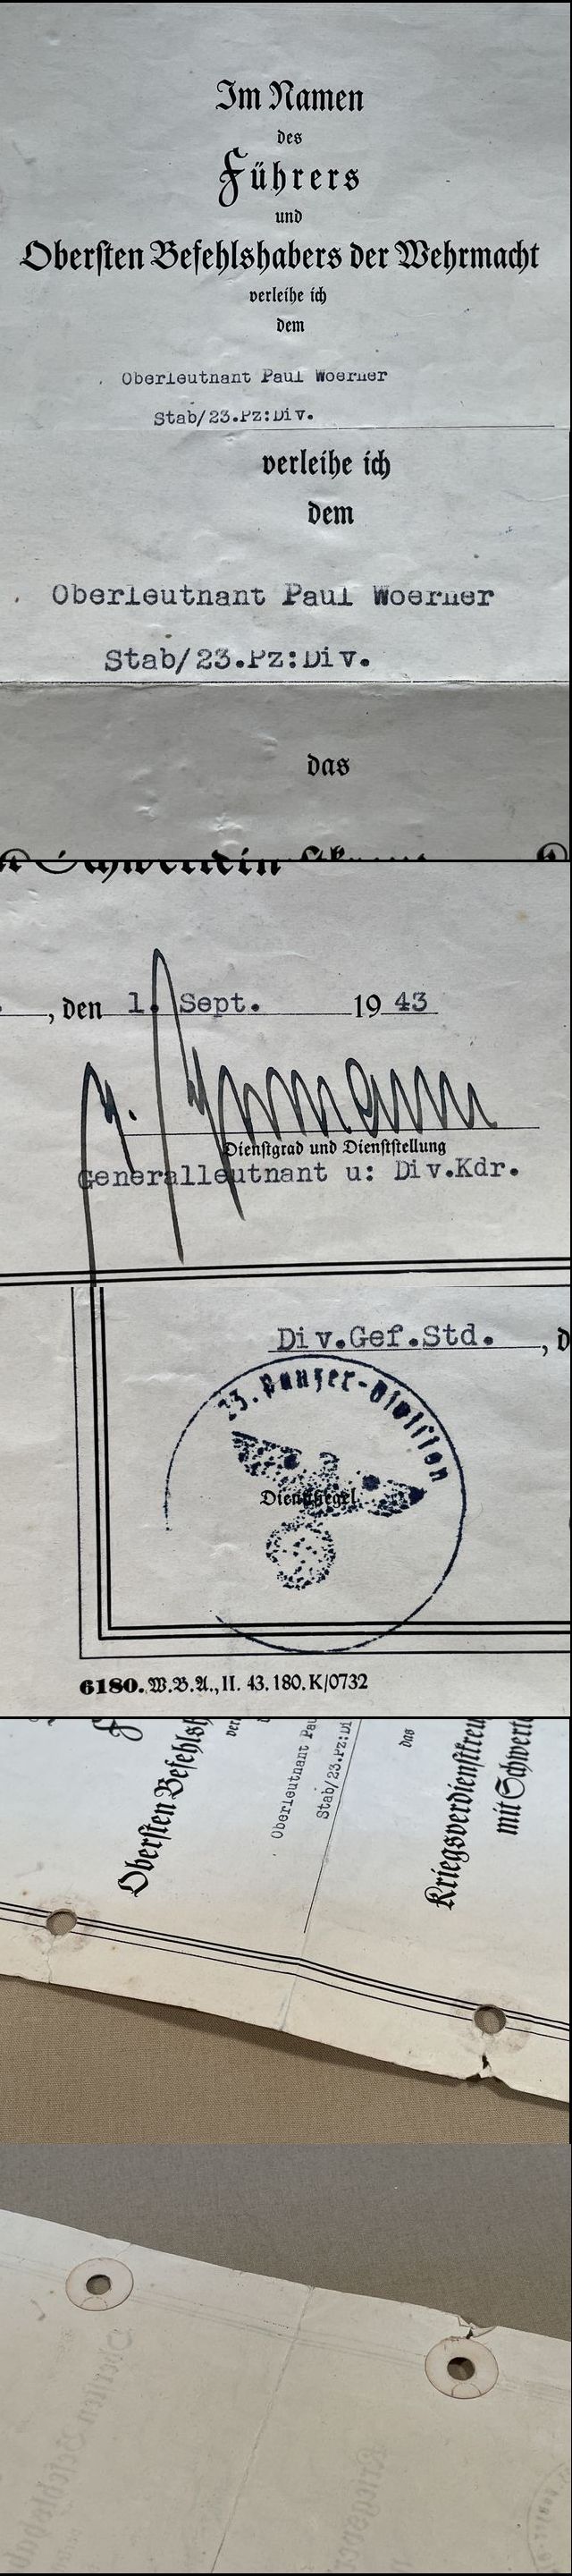 Im Namen
des
Führers
und
Obersten Befehlshabers der Wehrmacht
verleihe ich
dem
Oberleutnant Paul Woerner
Stab/23.Pz:Div.
verleihe ich
dem
Oberleutnant Paul Woerner
Stab/23.Pz:Div.
das
, den 1. Sept. 19 43
Dienstgrad und Dienststellung
Generalleutnant u: Div.Kdr.
Div.Gef.Std. , d
23. Panzer-Division
Dienstsiegel
6180. W.B.A., II. 43. 180. K/0732
Obersten Befehlsh
Oberleutnant Pau
Stab/23.Pz:Di
das
Kriegsverdienstkreu
mit Schwerte